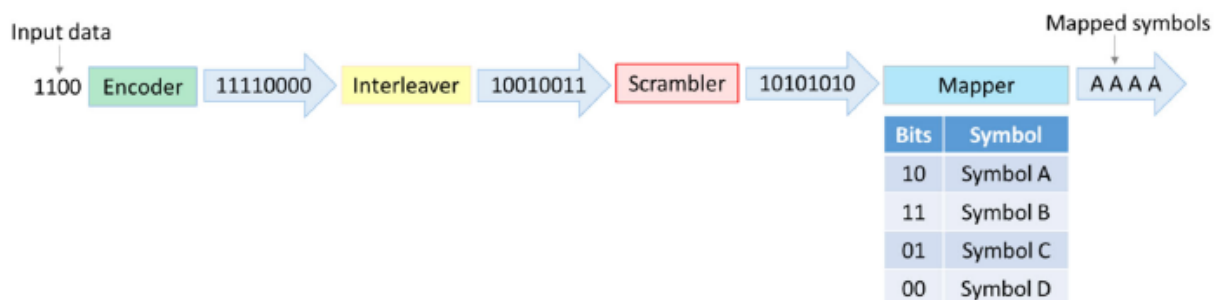 Input data
Mapped symbols
1100 Encoder 11110000 Interleaver 10010011 Scrambler 10101010 Mapper A A A A
Bits Symbol
10 Symbol A
11 Symbol B
01 Symbol C
00 Symbol D